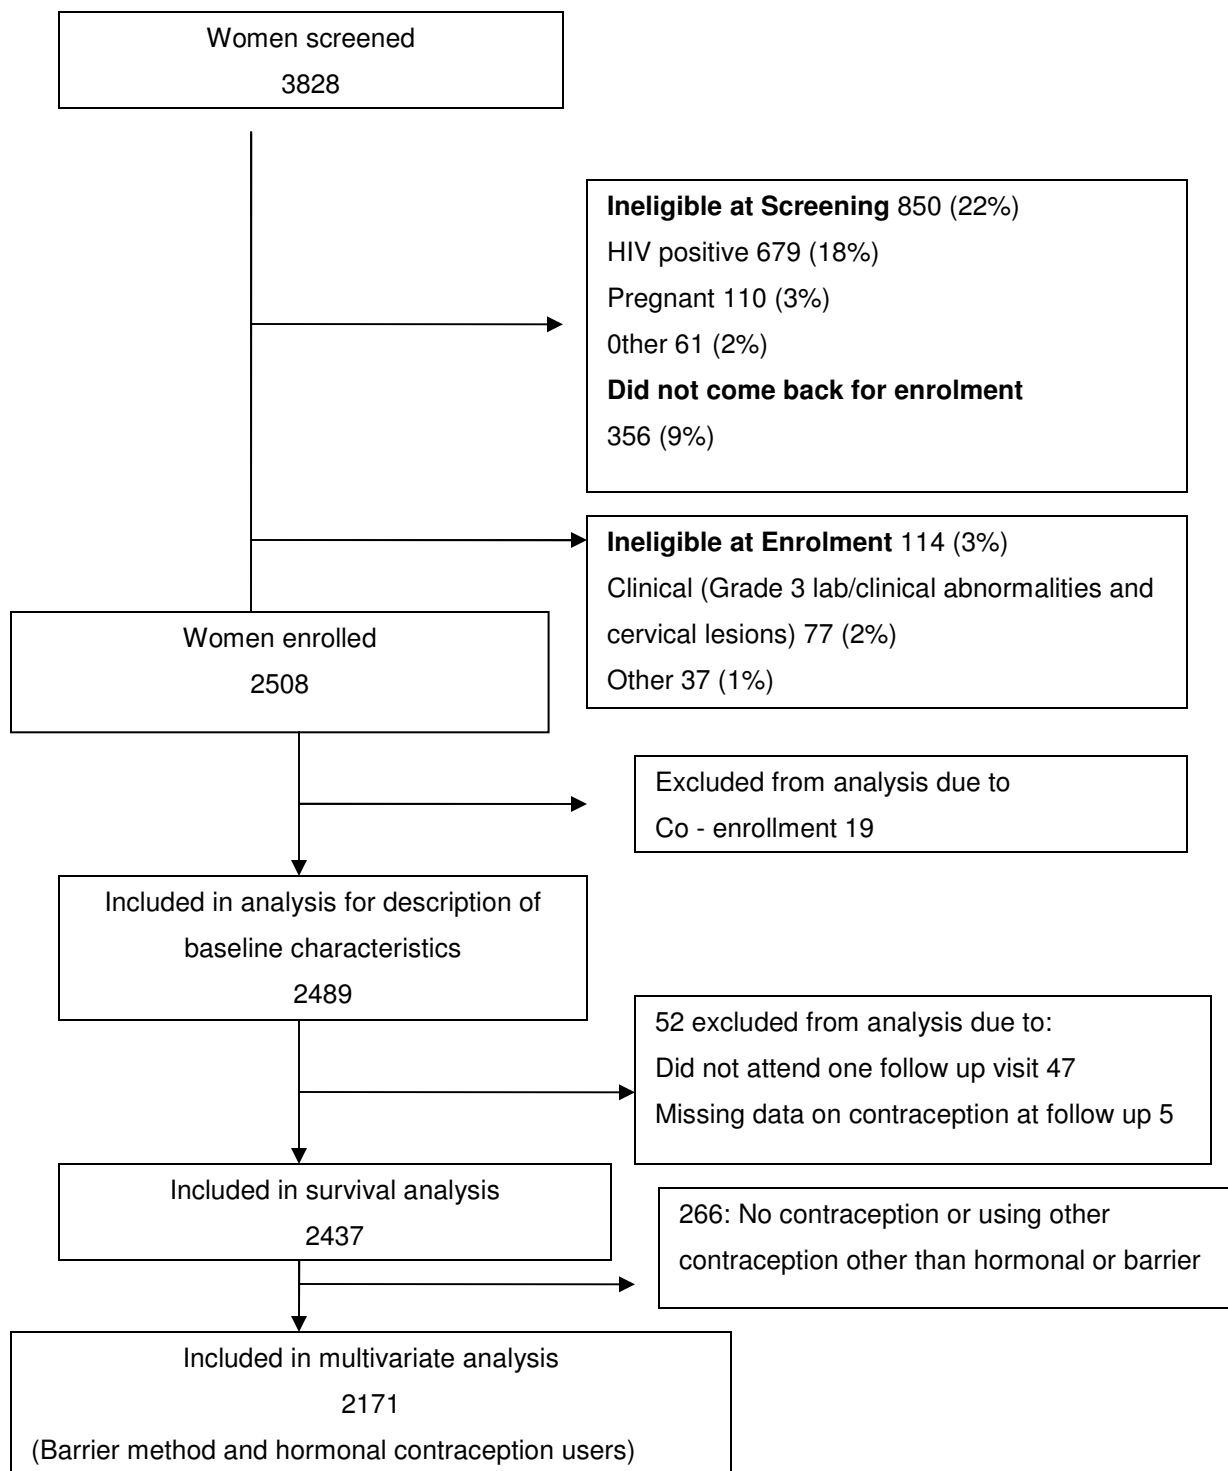 Women screened
3828
Ineligible at Screening 850 (22%)
HIV positive 679 (18%)
Pregnant 110 (3%)
0ther 61 (2%)
Did not come back for enrolment
356 (9%)
Ineligible at Enrolment 114 (3%)
Clinical (Grade 3 lab/clinical abnormalities and
cervical lesions) 77 (2%)
Other 37 (1%)
Women enrolled
2508
Excluded from analysis due to
Co - enrollment 19
Included in analysis for description of
baseline characteristics
2489
52 excluded from analysis due to:
Did not attend one follow up visit 47
Missing data on contraception at follow up 5
Included in survival analysis
2437
266: No contraception or using other
contraception other than hormonal or barrier
Included in multivariate analysis
2171
(Barrier method and hormonal contraception users)